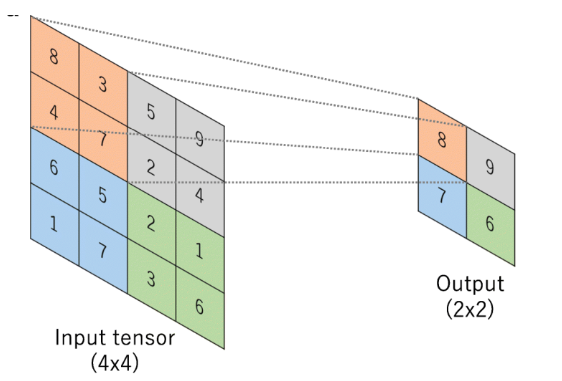 8 3 5 9
4 7 2 4
6 5 2 1
1 7 3 6
Input tensor
(4x4)
8 9
7 6
Output
(2x2)